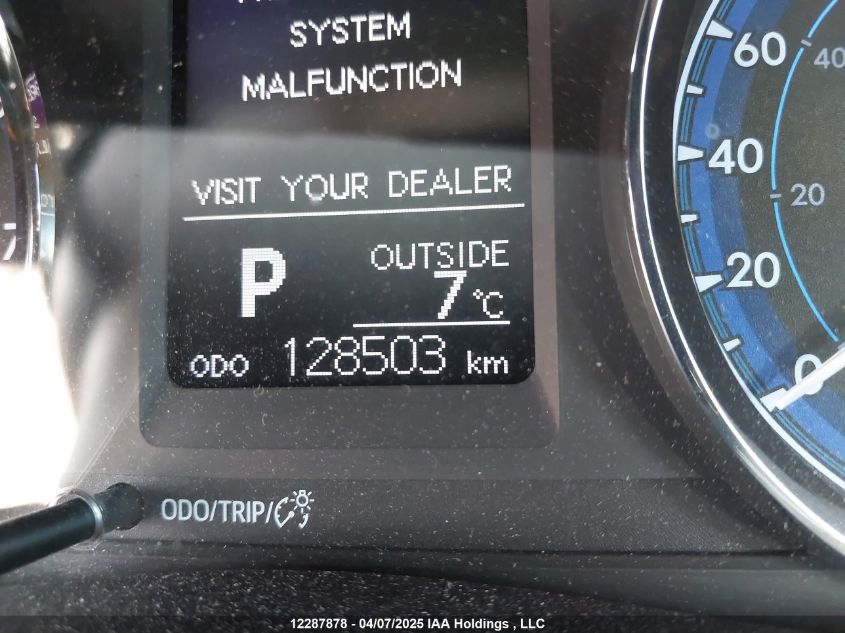 SYSTEM
MALFUNCTION
VISIT YOUR DEALER
P
OUTSIDE
7°C
ODO 128503 km
ODO/TRIP/
60
40
20
0
40
20
12287878 - 04/07/2025 IAA Holdings , LLC